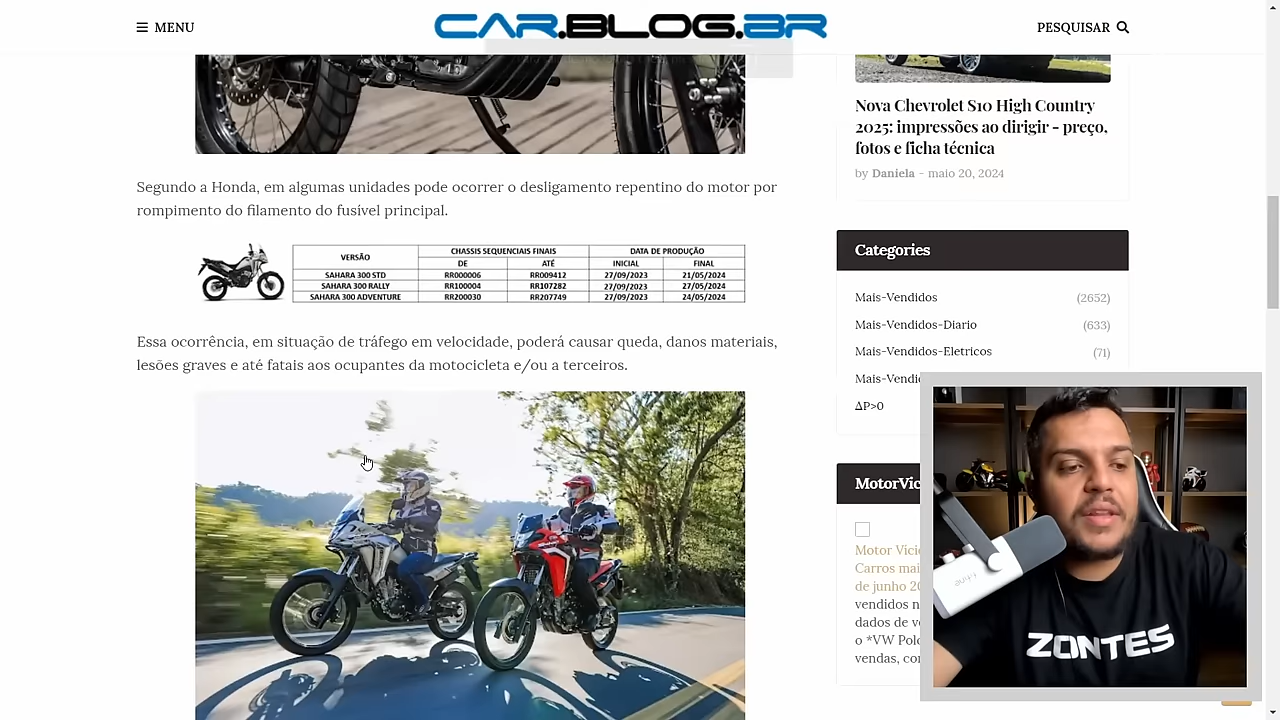 MENU
CAR.BLOG.BR
PESQUISAR
Nova Chevrolet S10 High Country
2025: impressões ao dirigir - preço,
fotos e ficha técnica
by Daniela - maio 20, 2024
Segundo a Honda, em algumas unidades pode ocorrer o desligamento repentino do motor por
rompimento do filamento do fusível principal.
VERSÃO CHASSIS SEQUENCIAIS FINAIS DATA DE PRODUÇÃO
DE ATÉ INICIAL FINAL
SAHARA 300 STD RR000006 RR009412 27/09/2023 21/05/2024
SAHARA 300 RALLY RR100004 RR107282 27/09/2023 27/05/2024
SAHARA 300 ADVENTURE RR200030 RR207749 27/09/2023 24/05/2024
Essa ocorrência, em situação de tráfego em velocidade, poderá causar queda, danos materiais,
lesões graves e até fatais aos ocupantes da motocicleta e/ou a terceiros.
Categories
Mais-Vendidos (2652)
Mais-Vendidos-Diario (633)
Mais-Vendidos-Eletricos (71)
Mais-Vendi
ΔP>0
MotorVic
Motor Vici
Carros mai
de junho 20
vendidos n
dados de v
o *VW Polo
vendas, co
fifine
ZONTES